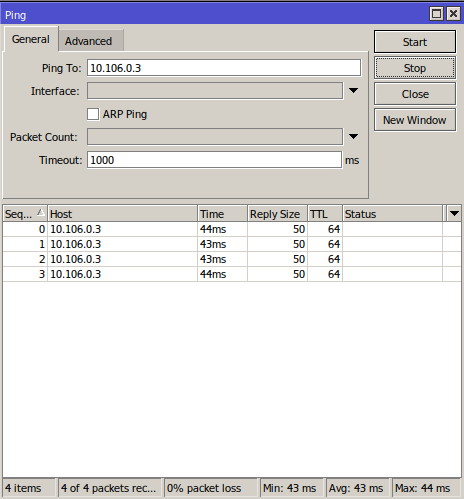 Ping
General Advanced
Start
Stop
Close
New Window
Ping To: 10.106.0.3
Interface:
ARP Ping
Packet Count:
Timeout: 1000 ms
Seq... Host Time Reply Size TTL Status
0 10.106.0.3 44ms 50 64
1 10.106.0.3 43ms 50 64
2 10.106.0.3 43ms 50 64
3 10.106.0.3 44ms 50 64
4 items 4 of 4 packets rec... 0% packet loss Min: 43 ms Avg: 43 ms Max: 44 ms